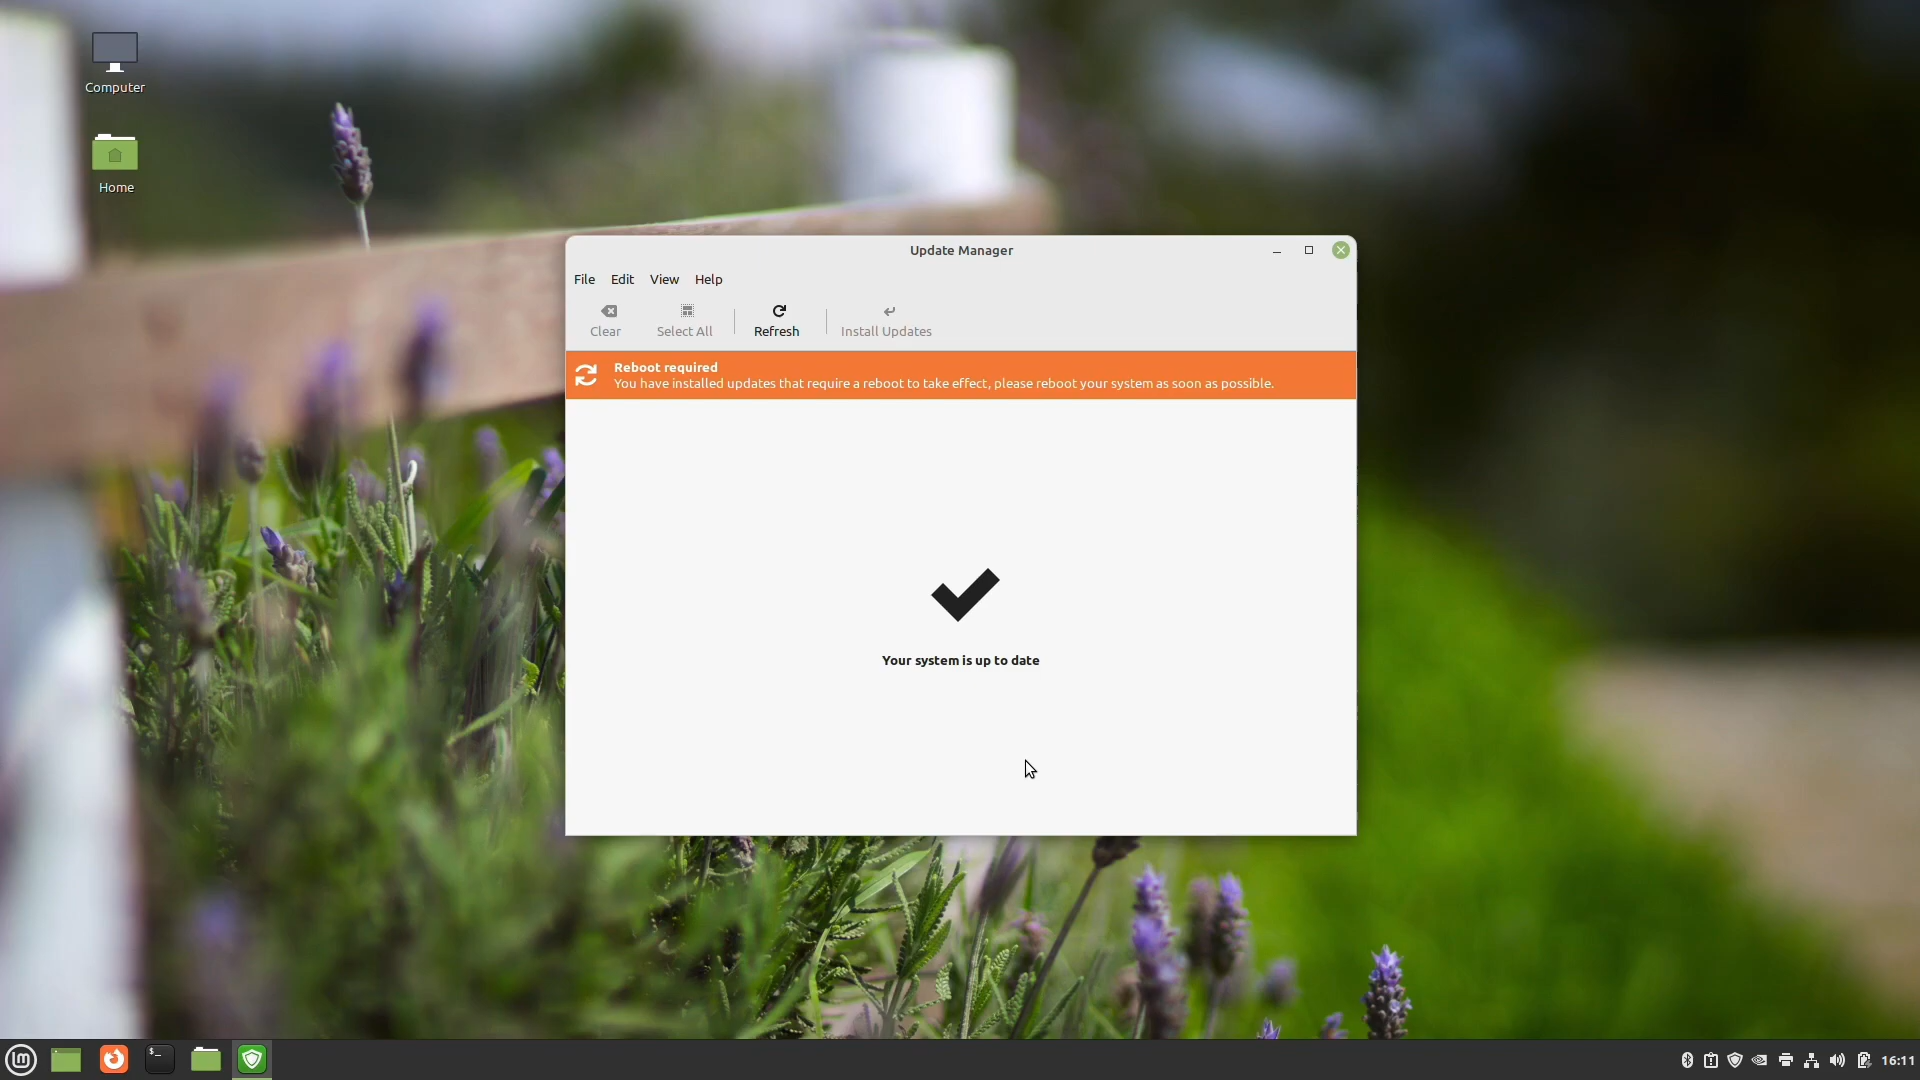 Computer
Home
Update Manager
File Edit View Help
Clear Select All Refresh Install Updates
Reboot required
You have installed updates that require a reboot to take effect, please reboot your system as soon as possible.
Your system is up to date
16:11